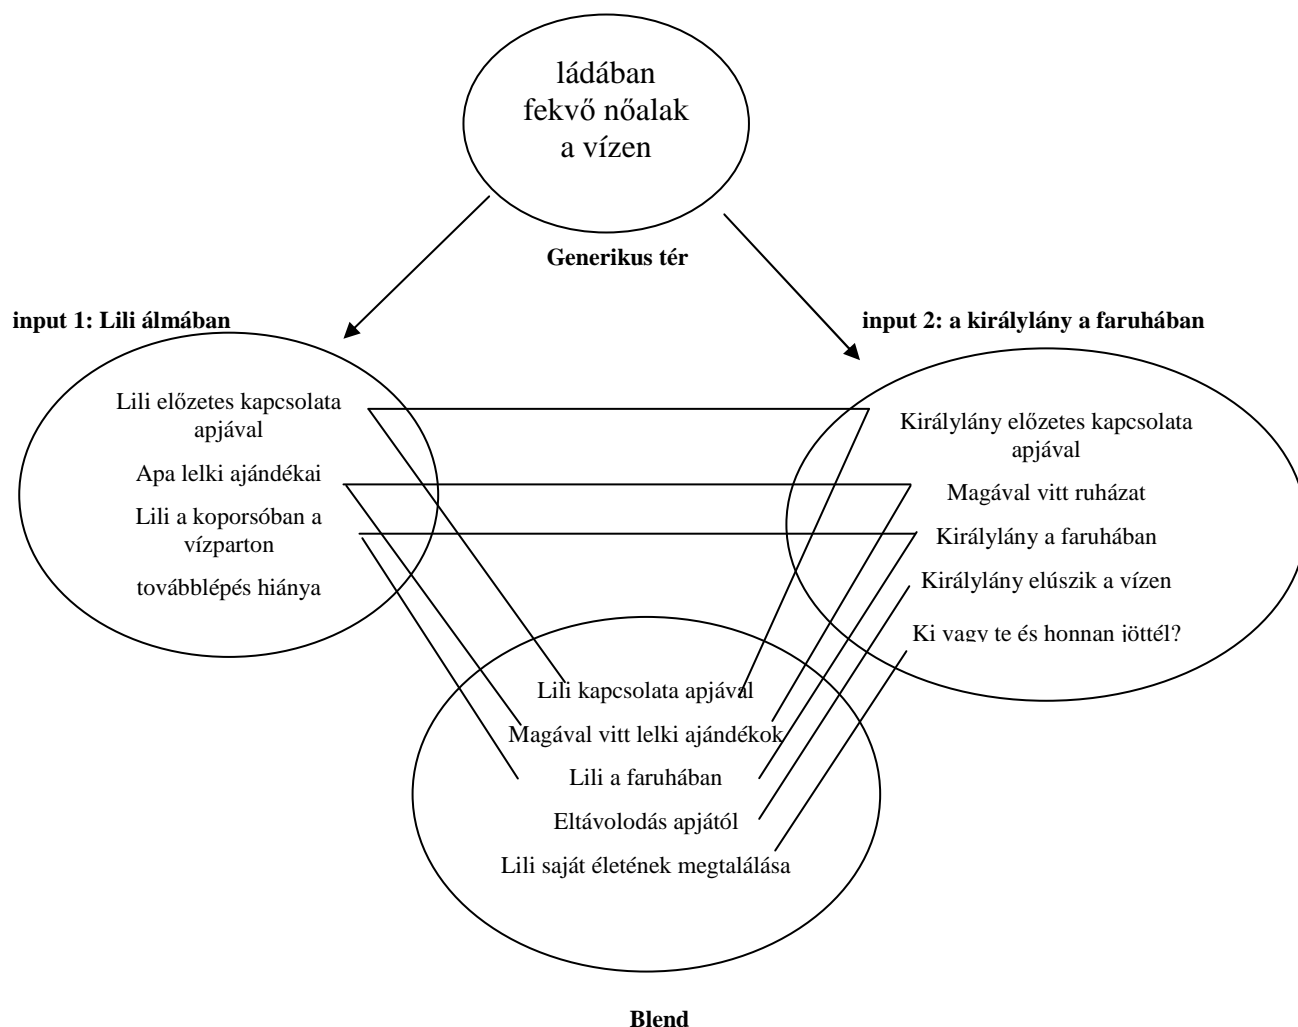 ládában
fekvő nőalak
a vízen
Generikus tér
input 1: Lili álmában
input 2: a királylány a faruhában
Lili előzetes kapcsolata
apjával
Apa lelki ajándékai
Lili a koporsóban a
vízparton
továbblépés hiánya
Királylány előzetes kapcsolata
apjával
Magával vitt ruházat
Királylány a faruhában
Királylány elúszik a vízen
Ki vagy te és honnan jöttél?
Lili kapcsolata apjával
Magával vitt lelki ajándékok
Lili a faruhában
Eltávolodás apjától
Lili saját életének megtalálása
Blend